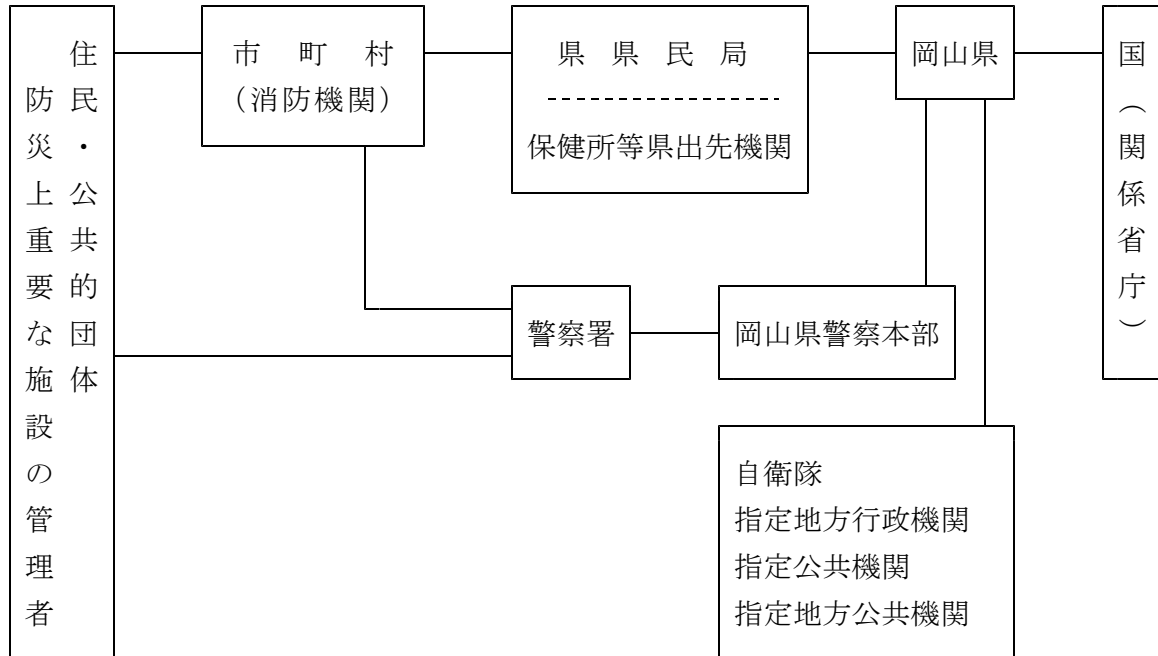 住民・公共的団体
防災上重要な施設の管理者
市町村
（消防機関）
県県民局
保健所等県出先機関
岡山県
国（関係省庁）
警察署
岡山県警察本部
自衛隊
指定地方行政機関
指定公共機関
指定地方公共機関